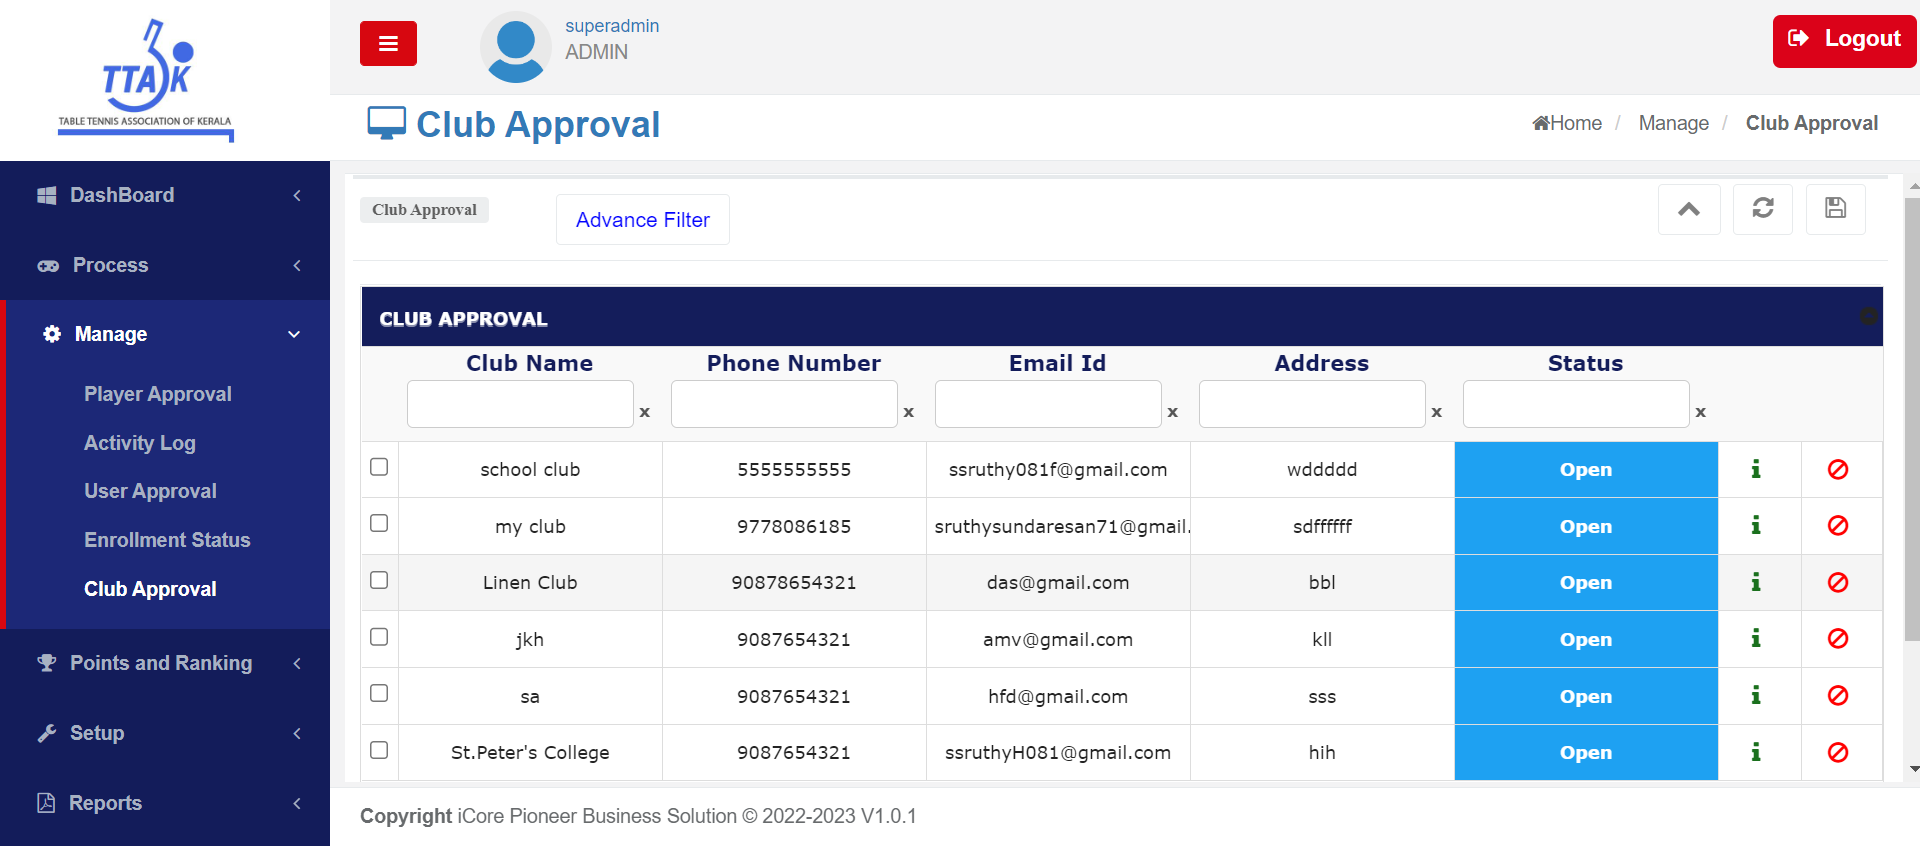 TTAK
TABLE TENNIS ASSOCIATION OF KERALA
superadmin
ADMIN
Logout
Club Approval
Home / Manage / Club Approval
DashBoard
Process
Manage
Player Approval
Activity Log
User Approval
Enrollment Status
Club Approval
Points and Ranking
Setup
Reports
Club Approval
Advance Filter
CLUB APPROVAL
Club Name Phone Number Email Id Address Status
x x x x x
school club 5555555555 ssruthy081f@gmail.com wddddd Open
my club 9778086185 sruthysundaresan71@gmail. sdffffff Open
Linen Club 90878654321 das@gmail.com bbl Open
jkh 9087654321 amv@gmail.com kll Open
sa 9087654321 hfd@gmail.com sss Open
St.Peter's College 9087654321 ssruthyH081@gmail.com hih Open
Copyright iCore Pioneer Business Solution © 2022-2023 V1.0.1